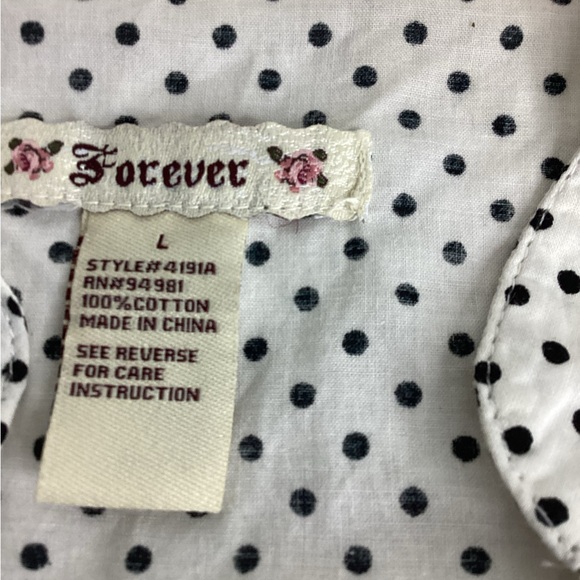 Forever
L
STYLE#4191A
RN#94981
100%COTTON
MADE IN CHINA
SEE REVERSE
FOR CARE
INSTRUCTION